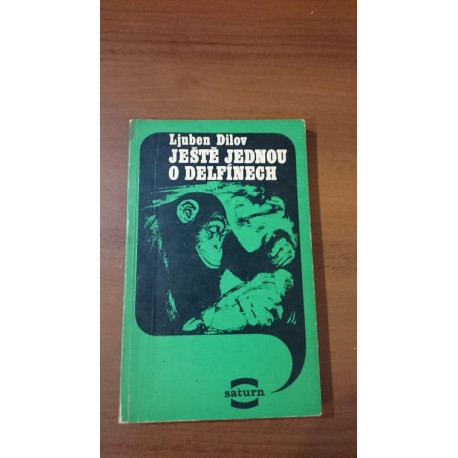 Ljuben Dilov
JEŠTĚ JEDNOU
O DELFÍNECH
saturn